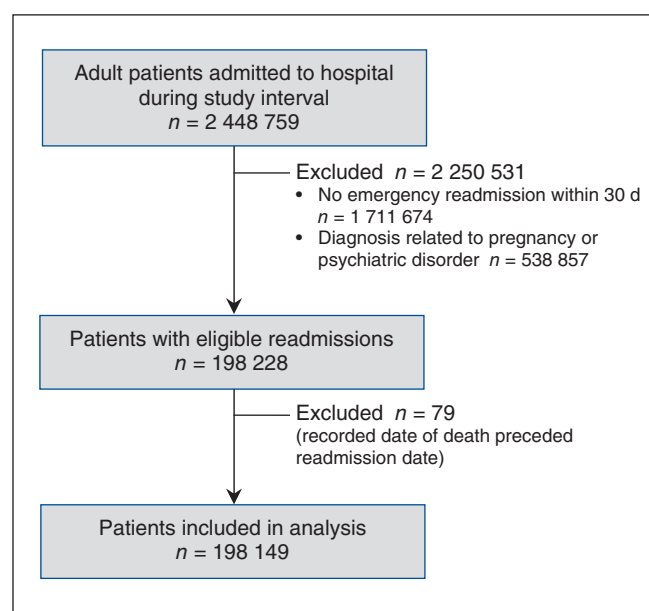 Adult patients admitted to hospital
during study interval
n = 2 448 759
Excluded n = 2 250 531
• No emergency readmission within 30 d
n = 1 711 674
• Diagnosis related to pregnancy or
psychiatric disorder n = 538 857
Patients with eligible readmissions
n = 198 228
Excluded n = 79
(recorded date of death preceded
readmission date)
Patients included in analysis
n = 198 149